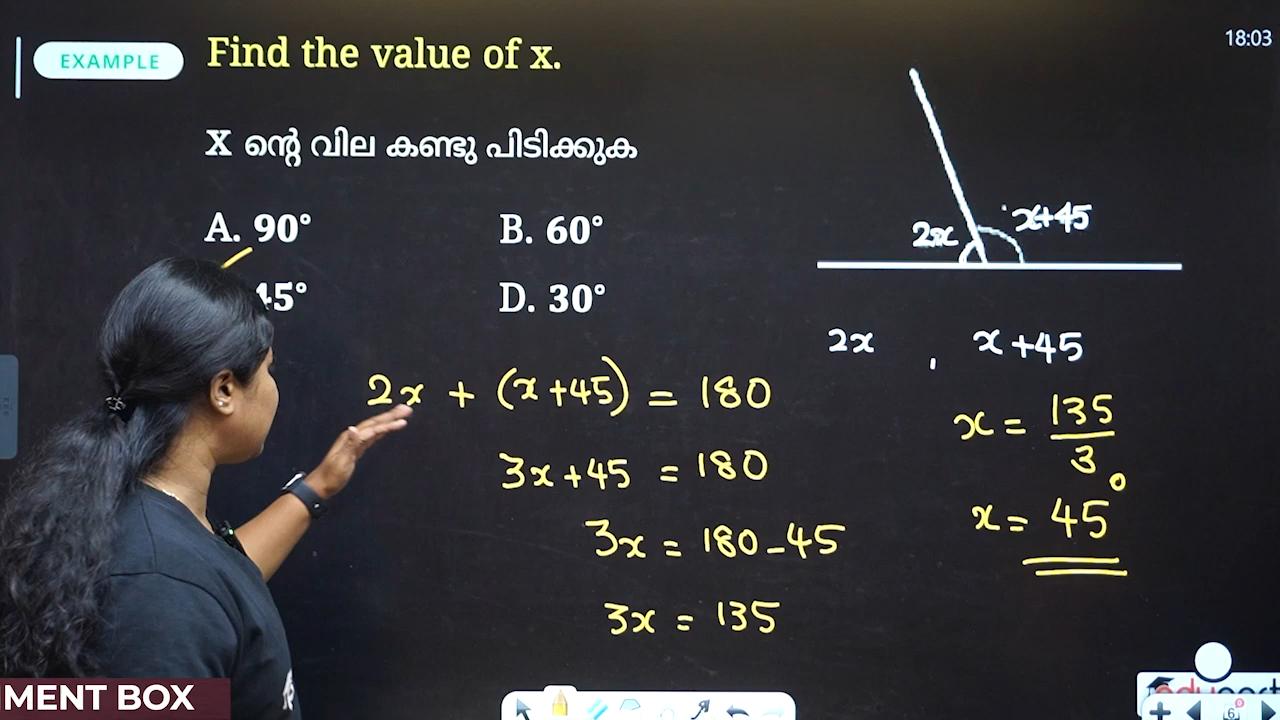 18:03
EXAMPLE
Find the value of x.
X ന്റെ വില കണ്ടു പിടിക്കുക
A. 90° B. 60°
45° D. 30°
2x x+45
2x , x+45
2x + (x+45) = 180
3x+45 = 180
3x = 180-45
3x = 135
x = 135/3
x = 45°
MENT BOX
6